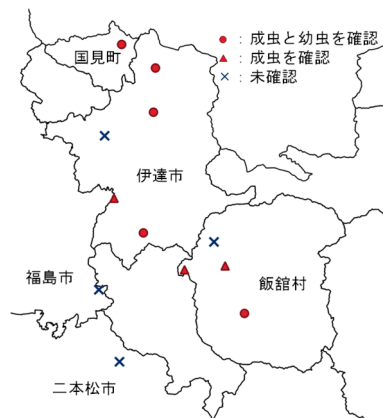 国見町
● : 成虫と幼虫を確認
▲ : 成虫を確認
× : 未確認
伊達市
福島市
飯舘村
二本松市